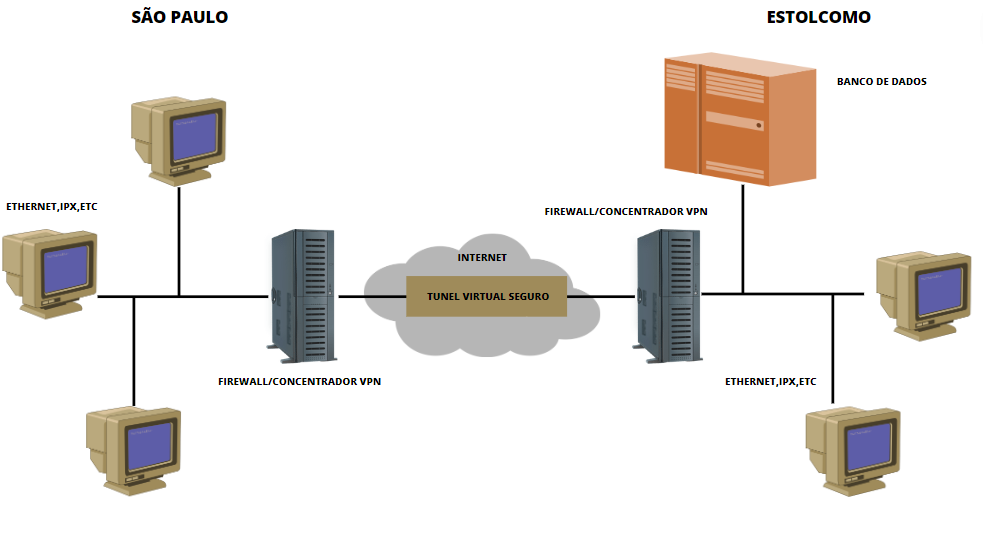 SÃO PAULO
ESTOLCOMO
BANCO DE DADOS
ETHERNET,IPX,ETC
FIREWALL/CONCENTRADOR VPN
INTERNET
TUNEL VIRTUAL SEGURO
FIREWALL/CONCENTRADOR VPN
ETHERNET,IPX,ETC